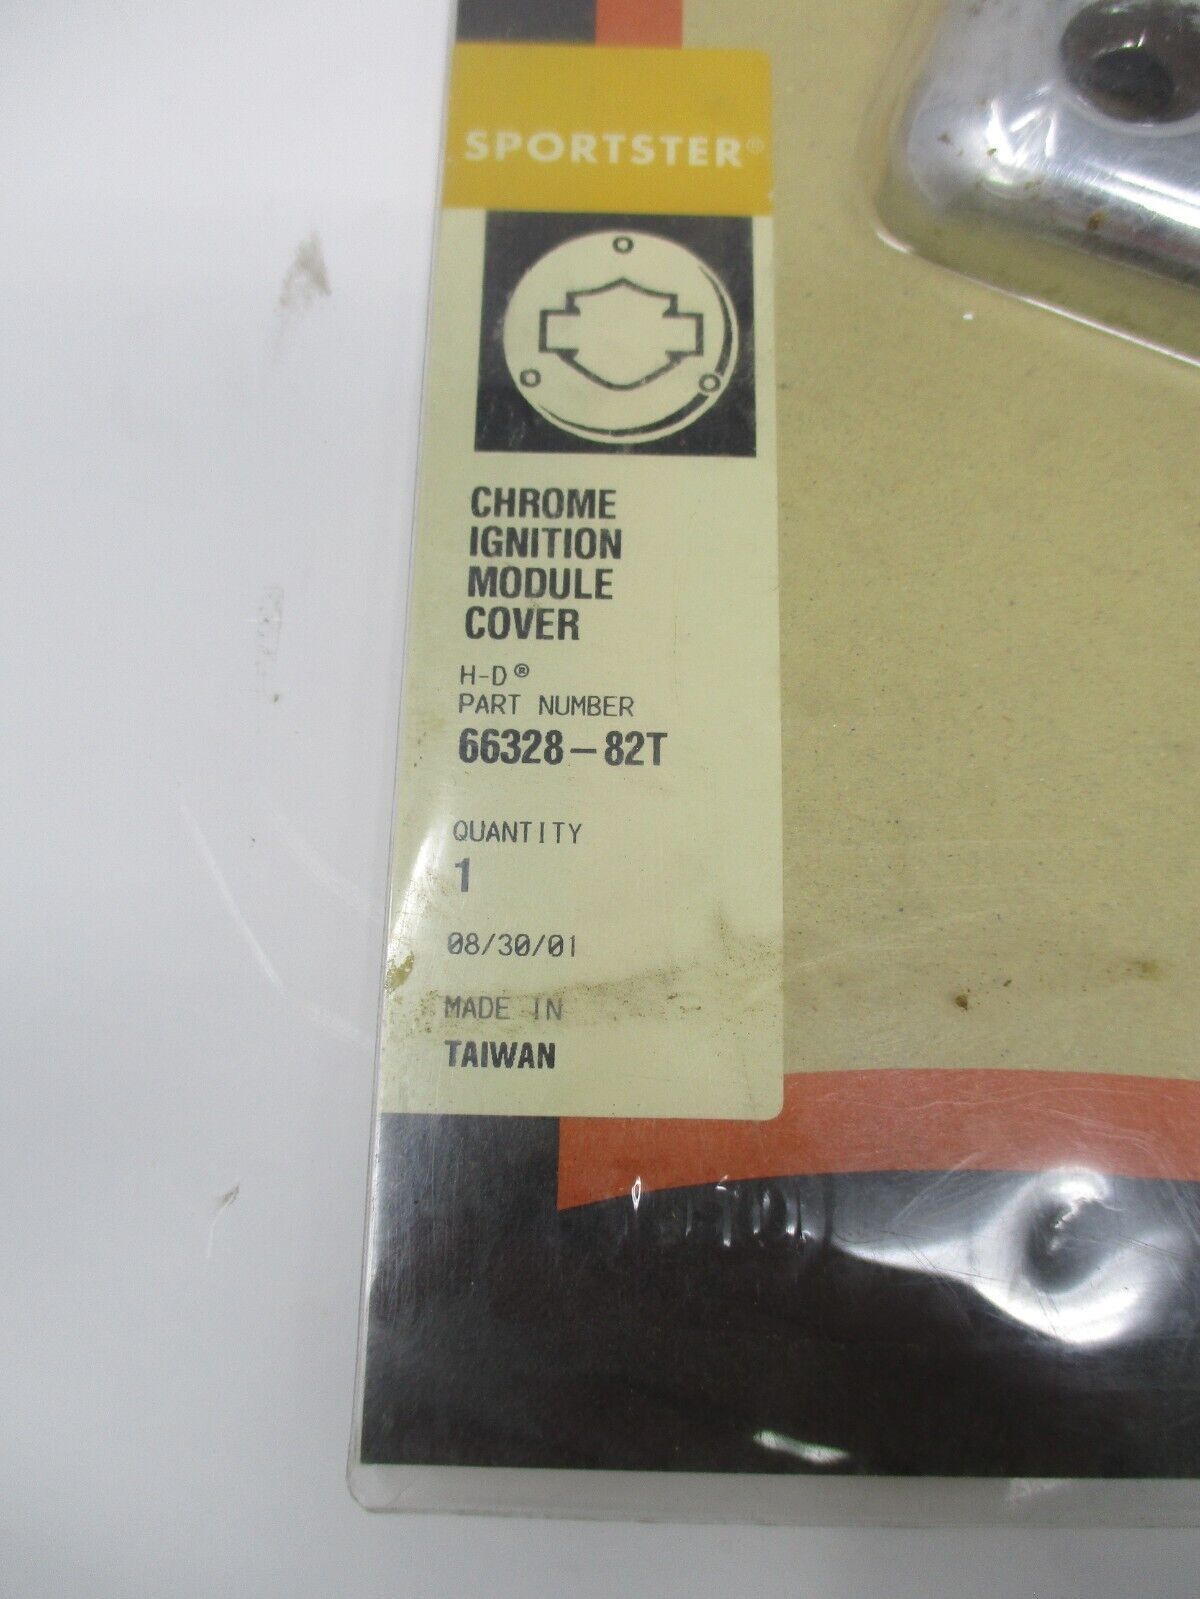 SPORTSTER®
CHROME
IGNITION
MODULE
COVER
H-D®
PART NUMBER
66328-82T
QUANTITY
1
08/30/01
MADE IN
TAIWAN